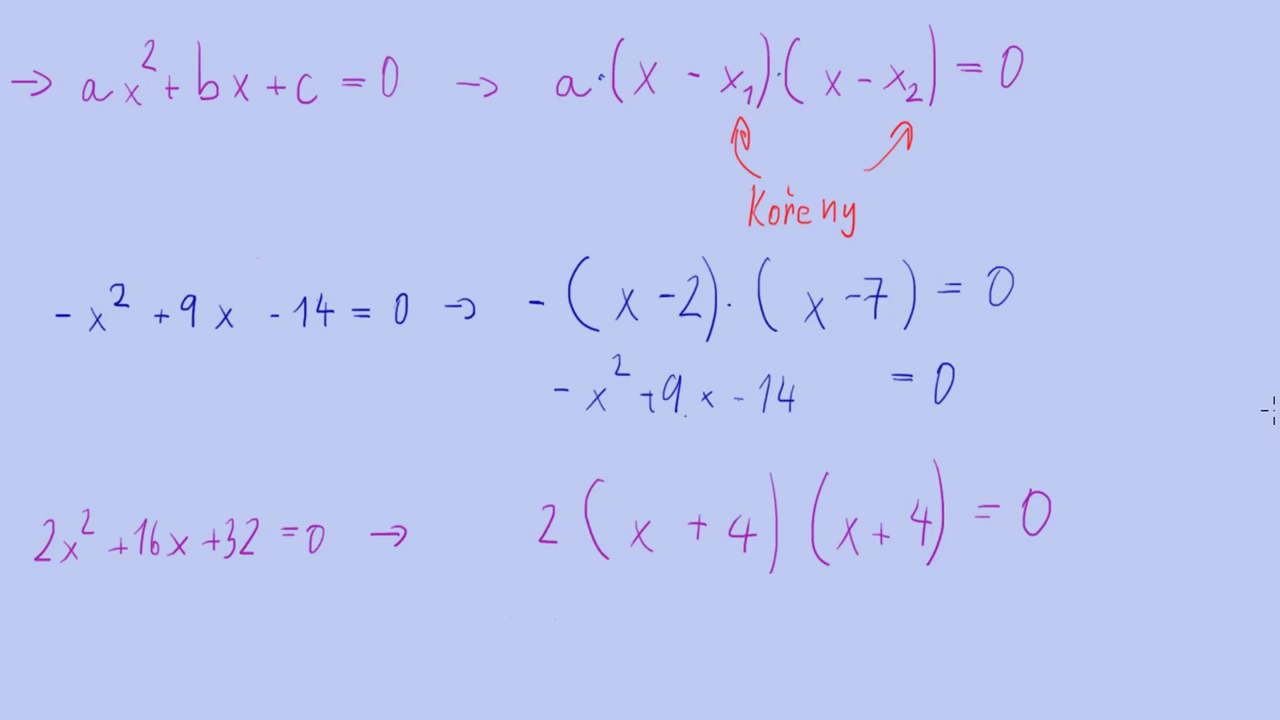 → ax² + bx + c = 0 → a·(x - x₁)·(x - x₂) = 0
Kořeny
- x² + 9x - 14 = 0 → - (x - 2)·(x - 7) = 0
- x² + 9x - 14 = 0
2x² + 16x + 32 = 0 → 2(x + 4)(x + 4) = 0